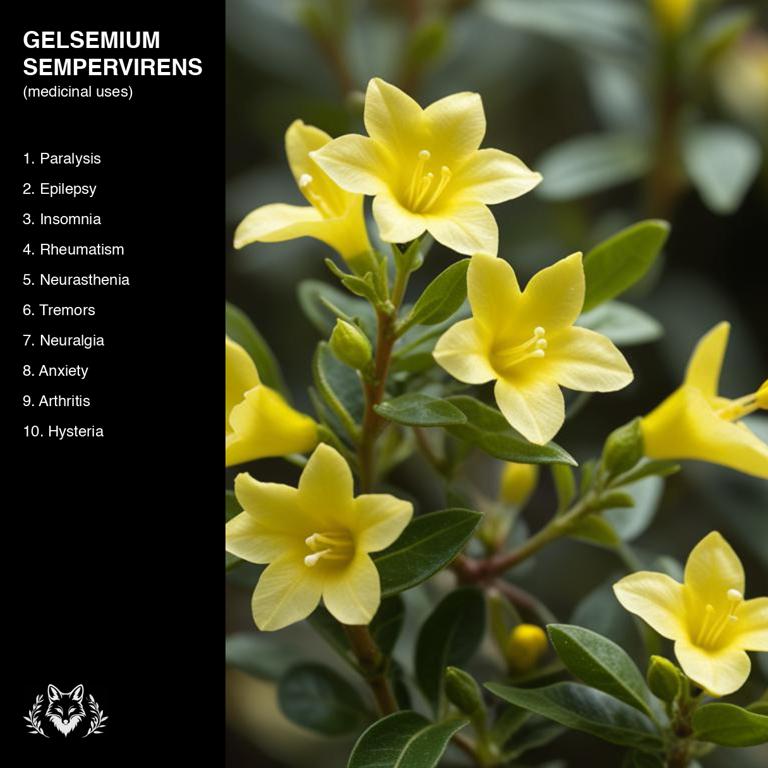 GELSEMIUM
SEMPERVIRENS
(medicinal uses)
1. Paralysis
2. Epilepsy
3. Insomnia
4. Rheumatism
5. Neurasthenia
6. Tremors
7. Neuralgia
8. Anxiety
9. Arthritis
10. Hysteria